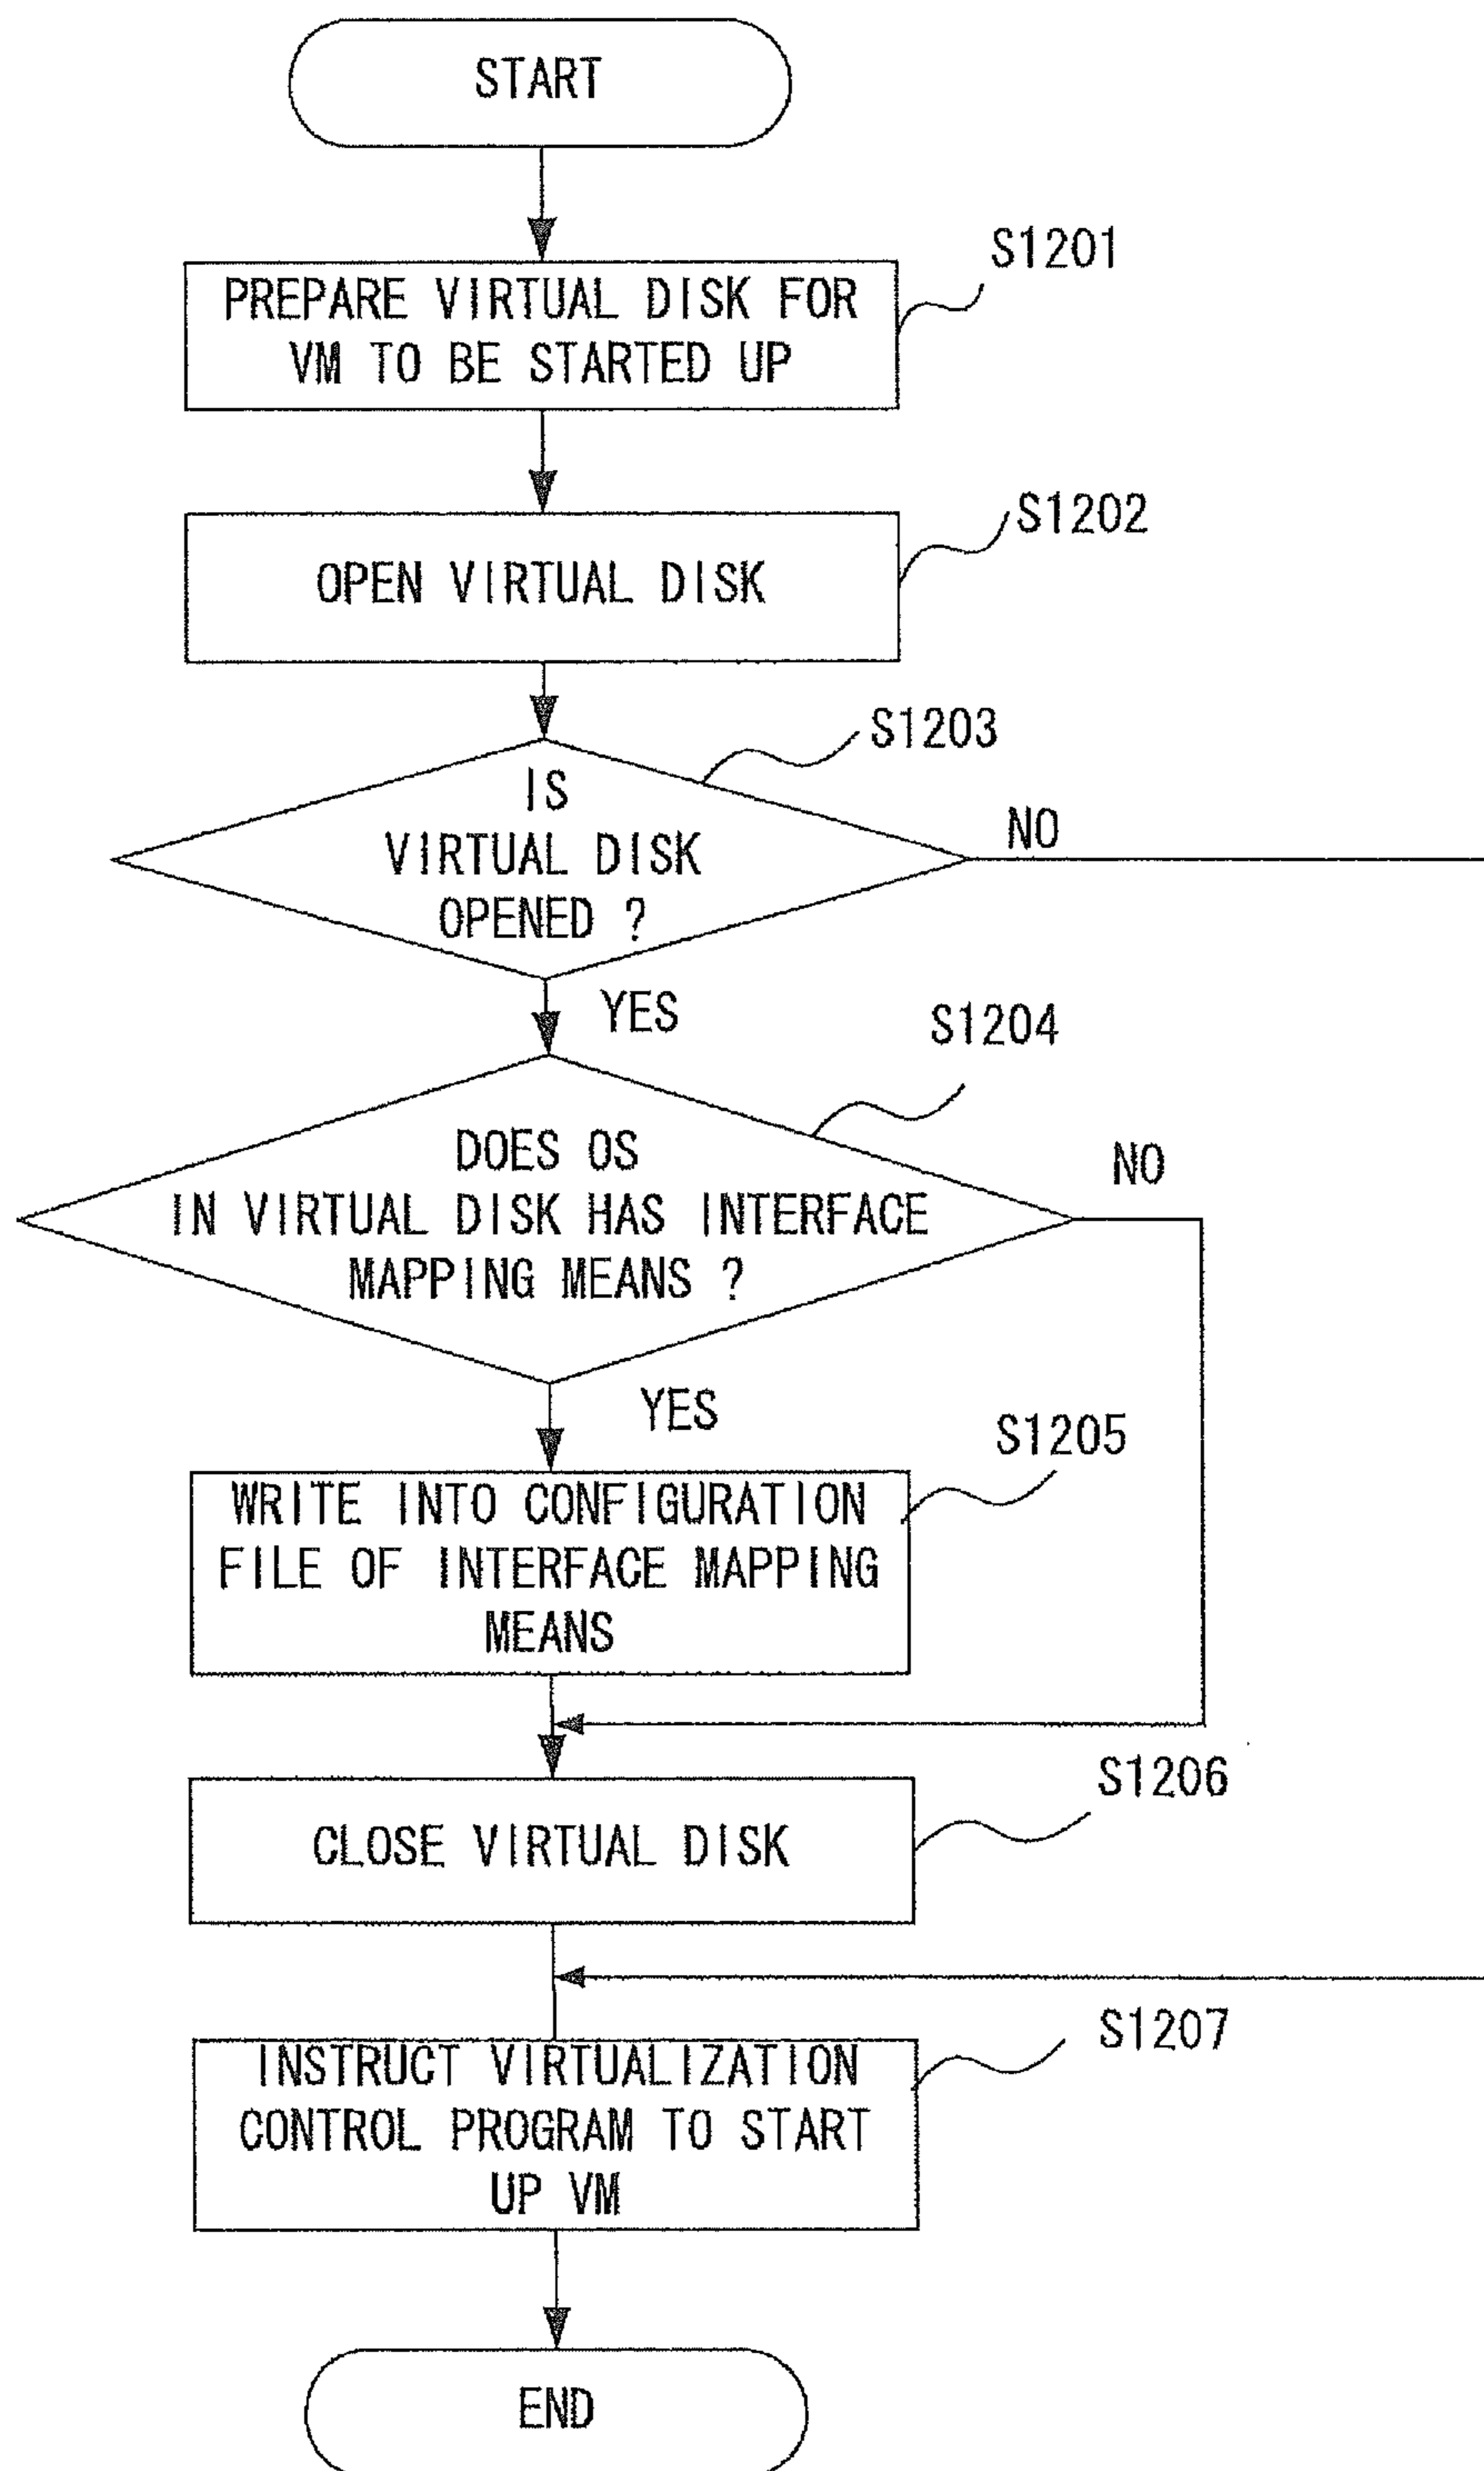 START
S1201
PREPARE VIRTUAL DISK FOR
VM TO BE STARTED UP
S1202
OPEN VIRTUAL DISK
S1203
IS
VIRTUAL DISK
OPENED ?
NO
YES
S1204
DOES OS
IN VIRTUAL DISK HAS INTERFACE
MAPPING MEANS ?
NO
YES
S1205
WRITE INTO CONFIGURATION
FILE OF INTERFACE MAPPING
MEANS
S1206
CLOSE VIRTUAL DISK
S1207
INSTRUCT VIRTUALIZATION
CONTROL PROGRAM TO START
UP VM
END